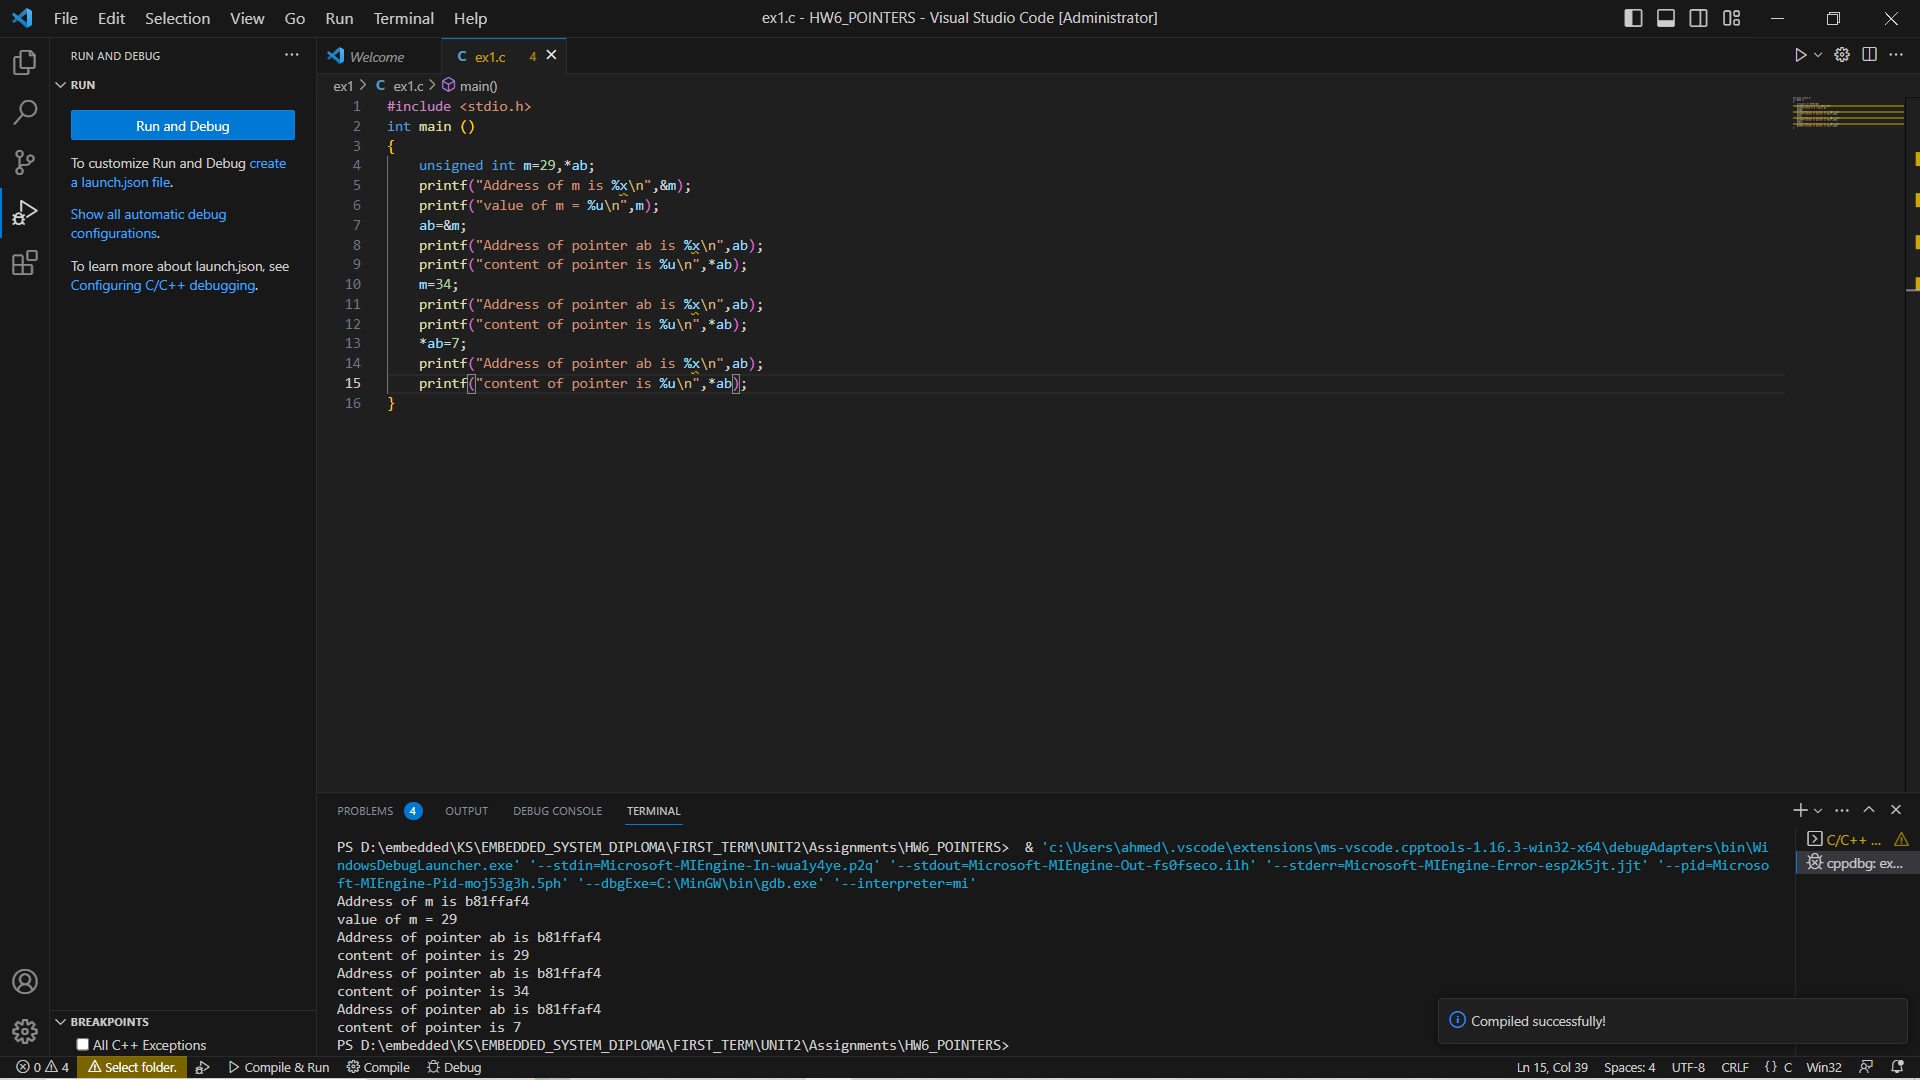 File Edit Selection View Go Run Terminal Help
ex1.c - HW6_POINTERS - Visual Studio Code [Administrator]
RUN AND DEBUG
RUN
Run and Debug
To customize Run and Debug create
a launch.json file.
Show all automatic debug
configurations.
To learn more about launch.json, see
Configuring C/C++ debugging.
BREAKPOINTS
All C++ Exceptions
Welcome
C ex1.c 4
ex1 > C ex1.c > main()
1 #include <stdio.h>
2 int main ()
3 {
4 unsigned int m=29,*ab;
5 printf("Address of m is %x\n",&m);
6 printf("value of m = %u\n",m);
7 ab=&m;
8 printf("Address of pointer ab is %x\n",ab);
9 printf("content of pointer is %u\n",*ab);
10 m=34;
11 printf("Address of pointer ab is %x\n",ab);
12 printf("content of pointer is %u\n",*ab);
13 *ab=7;
14 printf("Address of pointer ab is %x\n",ab);
15 printf("content of pointer is %u\n",*ab);
16 }
PROBLEMS 4 OUTPUT DEBUG CONSOLE TERMINAL
PS D:\embedded\KS\EMBEDDED_SYSTEM_DIPLOMA\FIRST_TERM\UNIT2\Assignments\HW6_POINTERS>  & 'c:\Users\ahmed\.vscode\extensions\ms-vscode.cpptools-1.16.3-win32-x64\debugAdapters\bin\Wi
ndowsDebugLauncher.exe' '--stdin=Microsoft-MIEngine-In-wua1y4ye.p2q' '--stdout=Microsoft-MIEngine-Out-fs0fseco.ilh' '--stderr=Microsoft-MIEngine-Error-esp2k5jt.jjt' '--pid=Microso
ft-MIEngine-Pid-moj53g3h.5ph' '--dbgExe=C:\MinGW\bin\gdb.exe' '--interpreter=mi'
Address of m is b81ffaf4
value of m = 29
Address of pointer ab is b81ffaf4
content of pointer is 29
Address of pointer ab is b81ffaf4
content of pointer is 34
Address of pointer ab is b81ffaf4
content of pointer is 7
PS D:\embedded\KS\EMBEDDED_SYSTEM_DIPLOMA\FIRST_TERM\UNIT2\Assignments\HW6_POINTERS>
C/C++ ...
cppdbg: ex...
Compiled successfully!
0 4 Select folder. Compile & Run Compile Debug
Ln 15, Col 39 Spaces: 4 UTF-8 CRLF {} C Win32